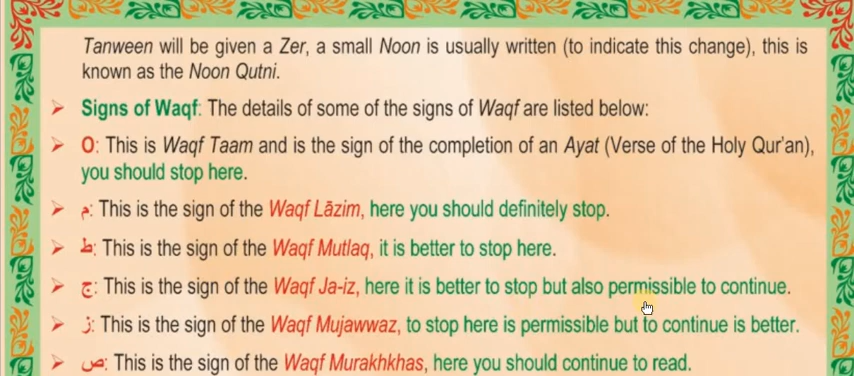 Tanween will be given a Zer, a small Noon is usually written (to indicate this change), this is
known as the Noon Qutni.
➤ Signs of Waqf: The details of some of the signs of Waqf are listed below:
➤ O: This is Waqf Taam and is the sign of the completion of an Ayat (Verse of the Holy Qur'an),
you should stop here.
➤ م: This is the sign of the Waqf Lāzim, here you should definitely stop.
➤ ط: This is the sign of the Waqf Mutlaq, it is better to stop here.
➤ ج: This is the sign of the Waqf Ja-iz, here it is better to stop but also permissible to continue.
➤ ز: This is the sign of the Waqf Mujawwaz, to stop here is permissible but to continue is better.
➤ ص: This is the sign of the Waqf Murakhkhas, here you should continue to read.